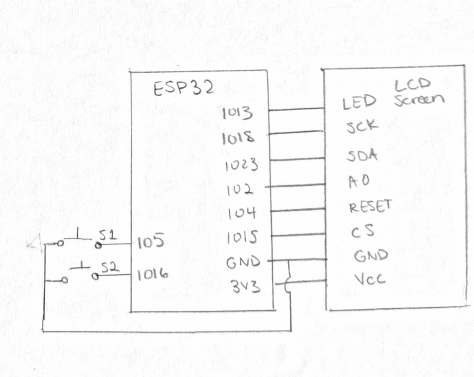 ESP32
LCD
Screen
IO13
LED
IO18
SCK
IO23
SDA
IO2
A0
IO4
RESET
S1
IO5
IO15
CS
S2
IO16
GND
GND
3V3
Vcc